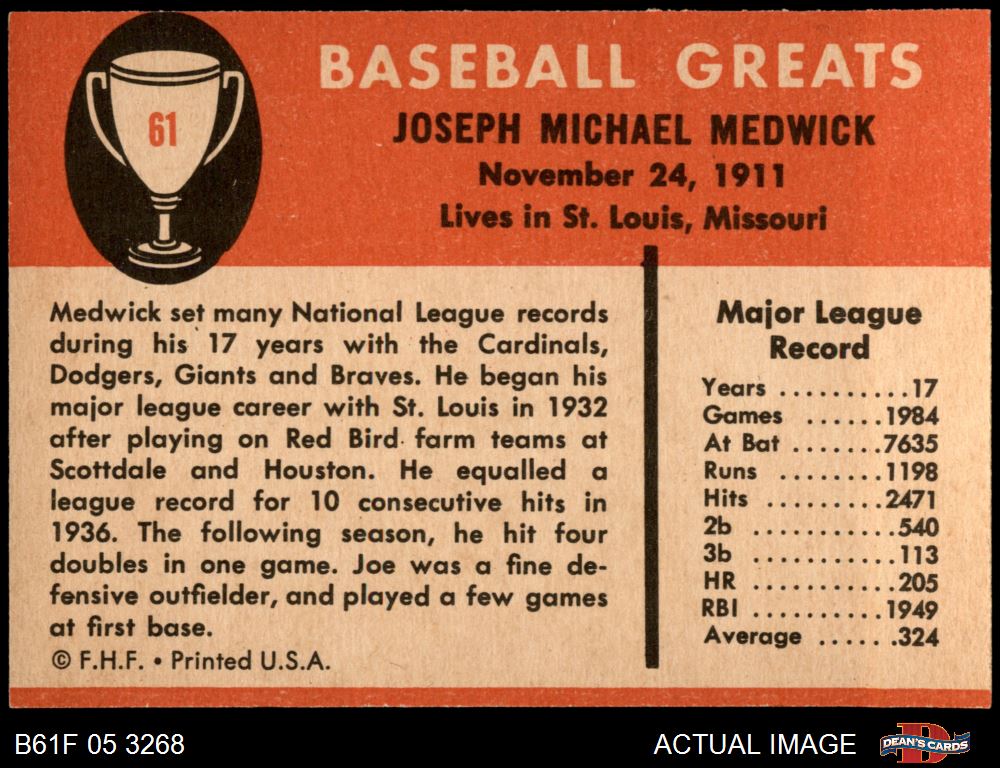 61
BASEBALL GREATS
JOSEPH MICHAEL MEDWICK
November 24, 1911
Lives in St. Louis, Missouri
Medwick set many National League records
during his 17 years with the Cardinals,
Dodgers, Giants and Braves. He began his
major league career with St. Louis in 1932
after playing on Red Bird farm teams at
Scottdale and Houston. He equalled a
league record for 10 consecutive hits in
1936. The following season, he hit four
doubles in one game. Joe was a fine de-
fensive outfielder, and played a few games
at first base.
© F.H.F. • Printed U.S.A.
Major League
Record
Years ..........17
Games ......1984
At Bat .......7635
Runs .........1198
Hits .........2471
2b ...........540
3b ...........113
HR ..........205
RBI ..........1949
Average ......324
B61F 05 3268
ACTUAL IMAGE
D
DEAN'S CARDS